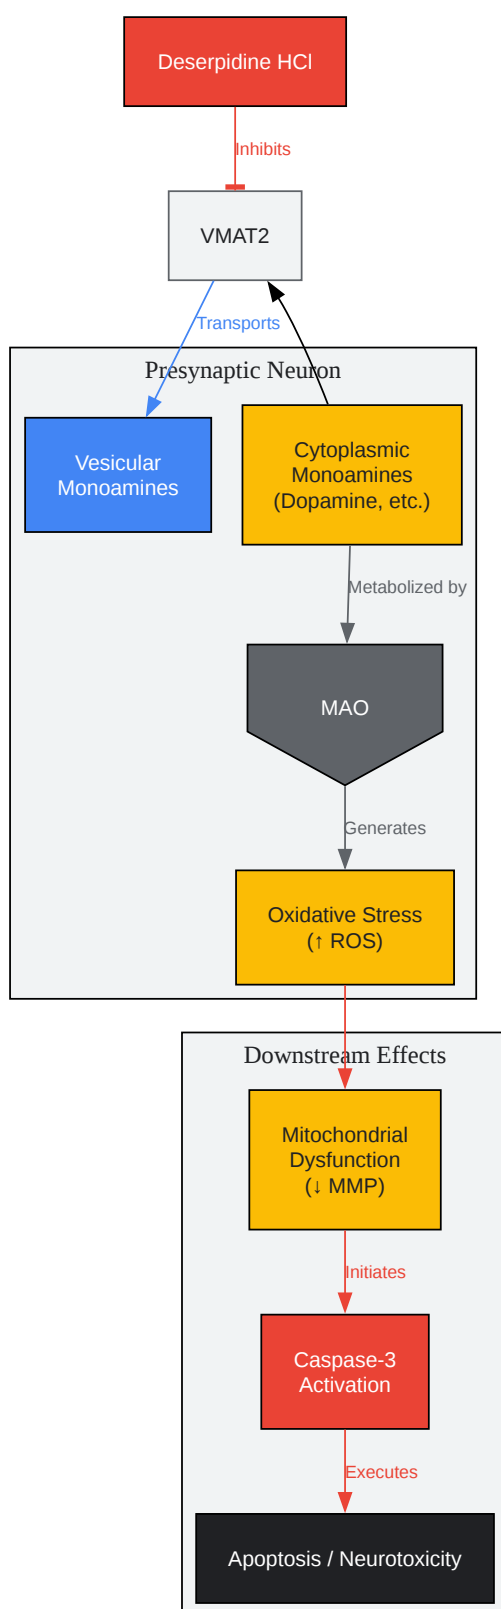 Deserpidine HCl
Inhibits
VMAT2
Transports
Presynaptic Neuron
Vesicular
Monoamines
Cytoplasmic
Monoamines
(Dopamine, etc.)
Metabolized by
MAO
Generates
Oxidative Stress
(↑ ROS)
Downstream Effects
Mitochondrial
Dysfunction
(↓ MMP)
Initiates
Caspase-3
Activation
Executes
Apoptosis / Neurotoxicity